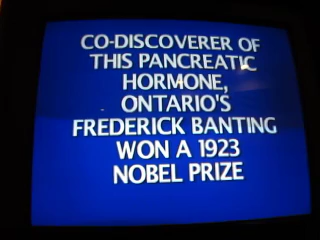 CO-DISCOVERER OF
THIS PANCREATIC
HORMONE,
ONTARIO'S
FREDERICK BANTING
WON A 1923
NOBEL PRIZE